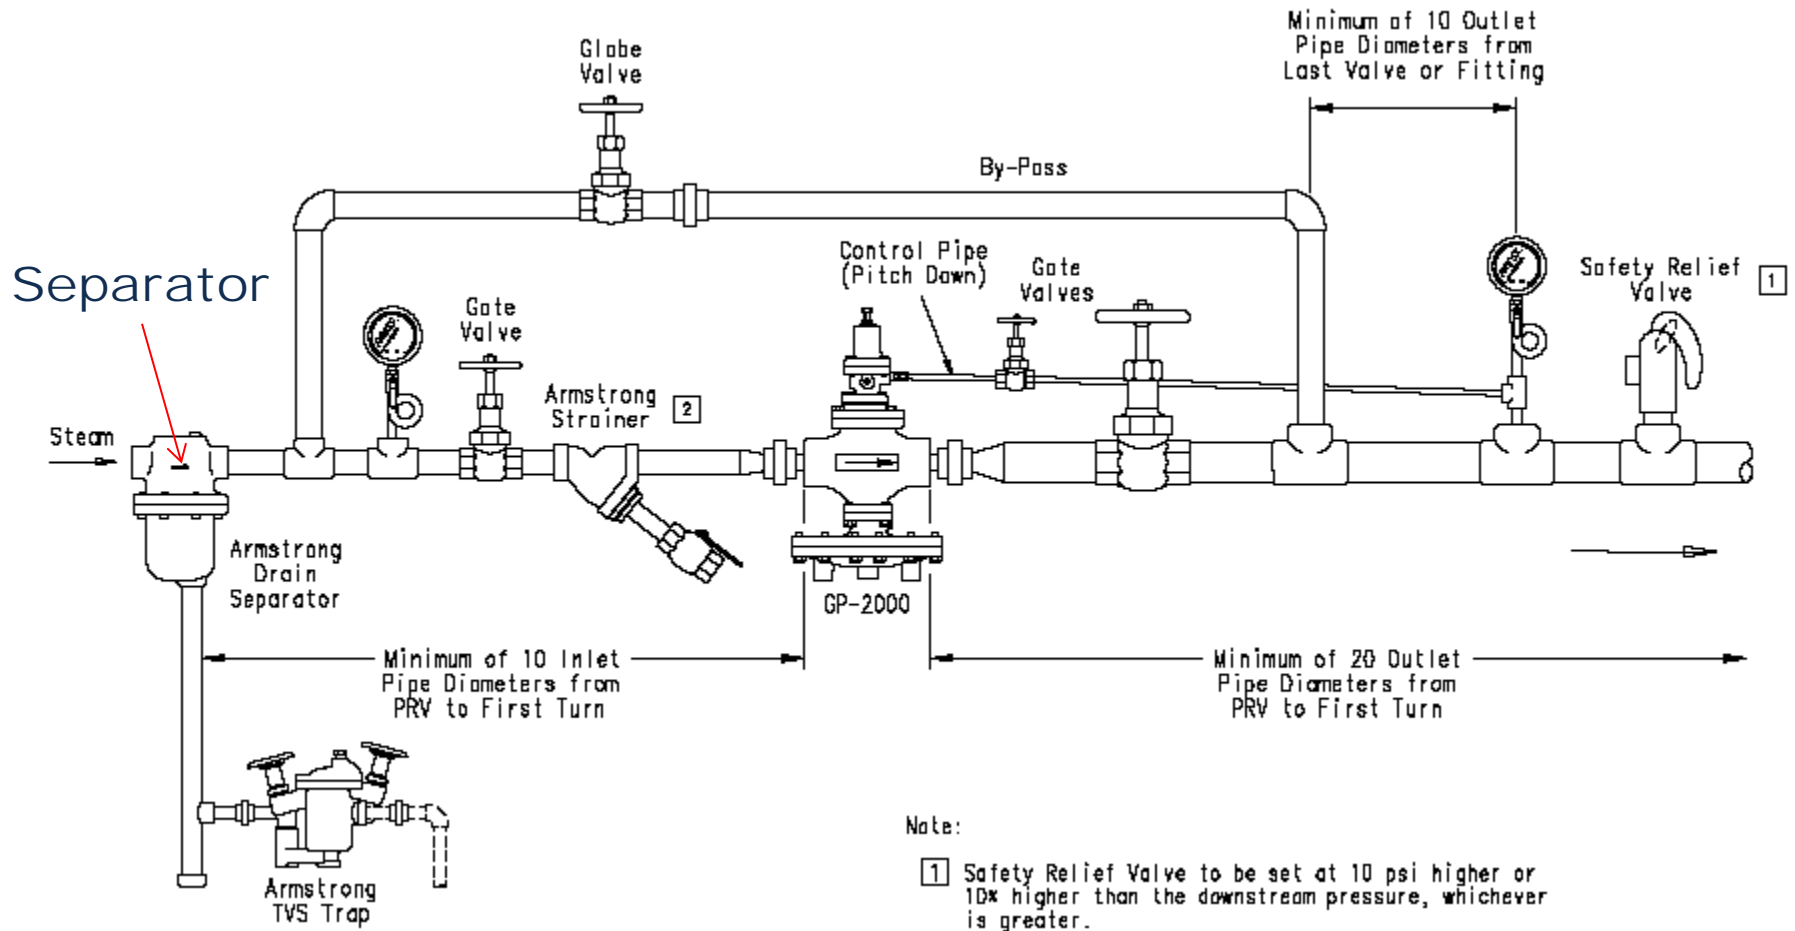 Minimum of 10 Outlet
Pipe Diameters from
Last Valve or Fitting
Globe
Valve
By-Pass
Separator
Control Pipe
(Pitch Down)
Gate
Valves
Safety Relief
Valve
1
Gate
Valve
Armstrong
Strainer
2
Steam
Armstrong
Drain
Separator
GP-2000
Minimum of 10 Inlet
Pipe Diameters from
PRV to First Turn
Minimum of 20 Outlet
Pipe Diameters from
PRV to First Turn
Armstrong
TVS Trap
Note:
1 Safety Relief Valve to be set at 10 psi higher or
10% higher than the downstream pressure, whichever
is greater.